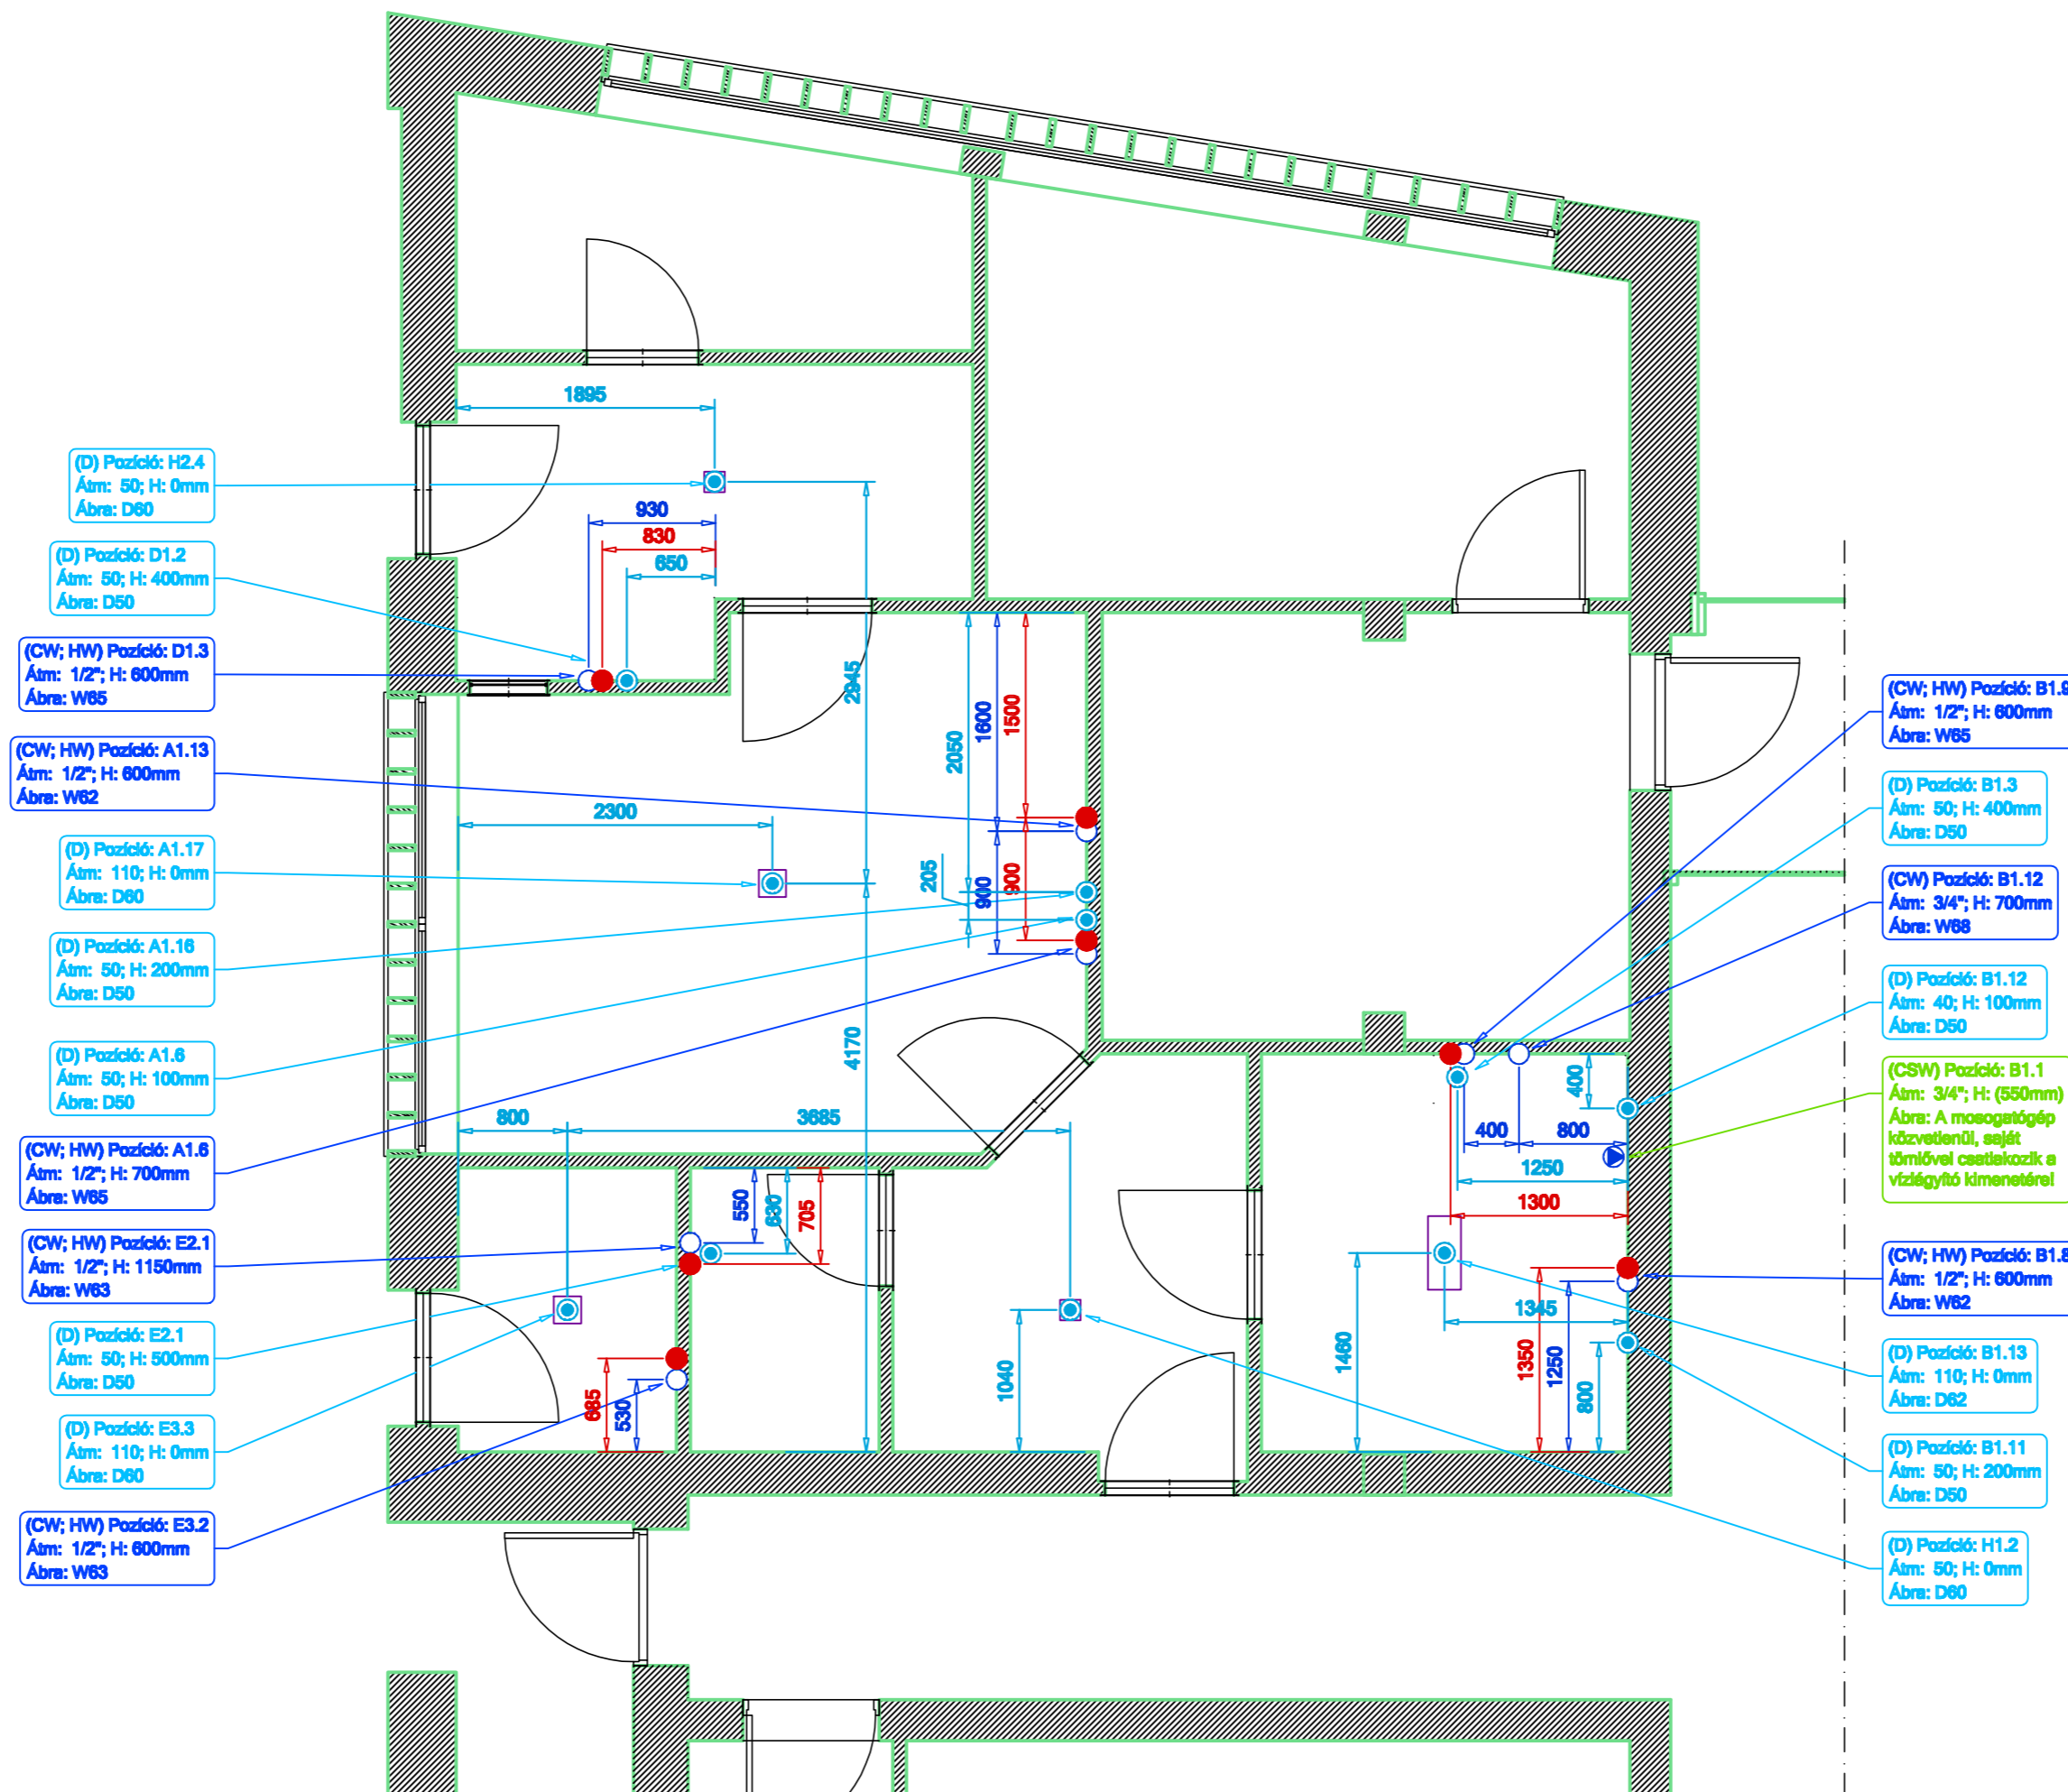 (D) Pozíció: H2.4
Átm: 50; H: 0mm
Ábra: D60
(D) Pozíció: D1.2
Átm: 50; H: 400mm
Ábra: D50
(CW; HW) Pozíció: D1.3
Átm: 1/2"; H: 600mm
Ábra: W65
(CW; HW) Pozíció: A1.13
Átm: 1/2"; H: 600mm
Ábra: W62
(D) Pozíció: A1.17
Átm: 110; H: 0mm
Ábra: D60
(D) Pozíció: A1.16
Átm: 50; H: 200mm
Ábra: D50
(D) Pozíció: A1.6
Átm: 50; H: 100mm
Ábra: D50
(CW; HW) Pozíció: A1.6
Átm: 1/2"; H: 700mm
Ábra: W65
(CW; HW) Pozíció: E2.1
Átm: 1/2"; H: 1150mm
Ábra: W63
(D) Pozíció: E2.1
Átm: 50; H: 500mm
Ábra: D50
(D) Pozíció: E3.3
Átm: 110; H: 0mm
Ábra: D60
(CW; HW) Pozíció: E3.2
Átm: 1/2"; H: 600mm
Ábra: W63
1895
930
830
650
2945
2050
1600
1500
2300
205
900
900
4170
800
3685
550
630
705
685
530
1040
400
400
800
1250
1300
1345
1460
1350
1250
800
(CW; HW) Pozíció: B1.9
Átm: 1/2"; H: 600mm
Ábra: W65
(D) Pozíció: B1.3
Átm: 50; H: 400mm
Ábra: D50
(CW) Pozíció: B1.12
Átm: 3/4"; H: 700mm
Ábra: W68
(D) Pozíció: B1.12
Átm: 40; H: 100mm
Ábra: D50
(CSW) Pozíció: B1.1
Átm: 3/4"; H: (550mm)
Ábra: A mosogatógép
közvetlenül, saját
tömlővel csatlakozik a
vízlágyító kimenetére!
(CW; HW) Pozíció: B1.8
Átm: 1/2"; H: 600mm
Ábra: W62
(D) Pozíció: B1.13
Átm: 110; H: 0mm
Ábra: D62
(D) Pozíció: B1.11
Átm: 50; H: 200mm
Ábra: D50
(D) Pozíció: H1.2
Átm: 50; H: 0mm
Ábra: D60